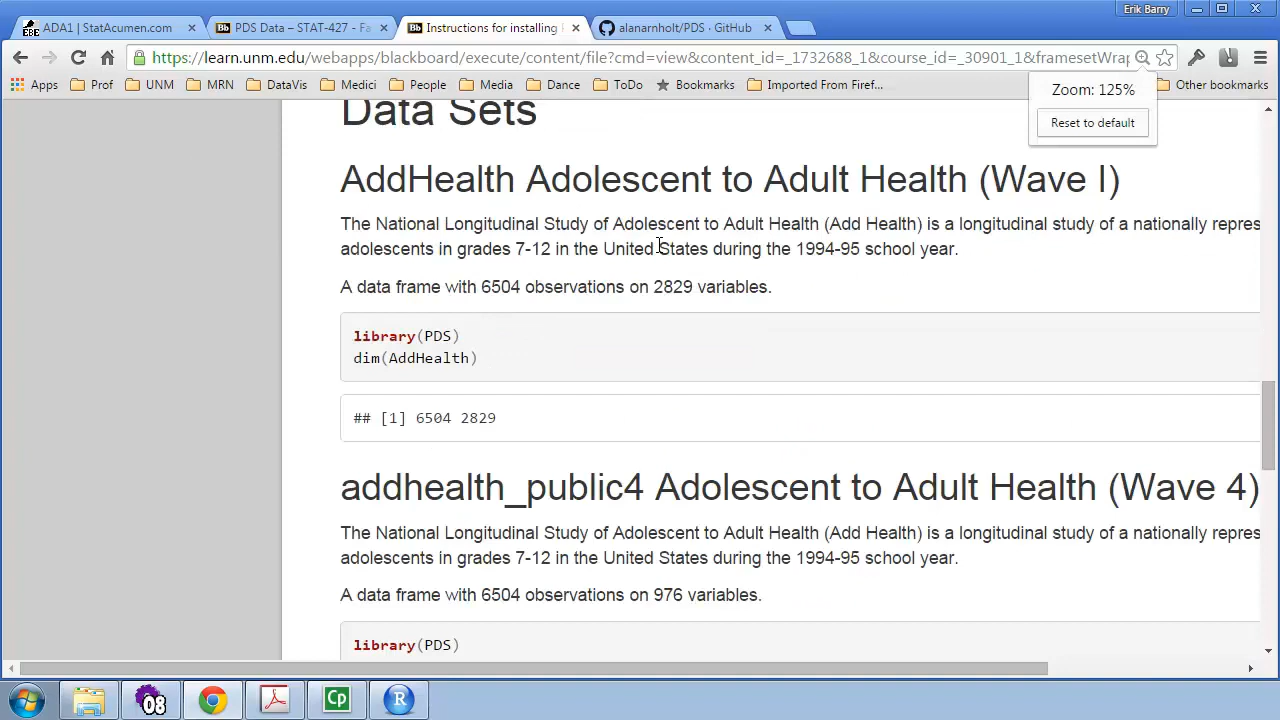 Erik Barry
ADA1 | StatAcumen.com
Bb PDS Data – STAT-427 - Fa
Bb Instructions for installing
alanarnholt/PDS · GitHub
https://learn.unm.edu/webapps/blackboard/execute/content/file?cmd=view&content_id=_1732688_1&course_id=_30901_1&framesetWrap
Apps Prof UNM MRN DataVis Medici People Media Dance ToDo Bookmarks Imported From Firef... Other bookmarks
Zoom: 125%
Reset to default
Data Sets
AddHealth Adolescent to Adult Health (Wave I)
The National Longitudinal Study of Adolescent to Adult Health (Add Health) is a longitudinal study of a nationally repres
adolescents in grades 7-12 in the United States during the 1994-95 school year.
A data frame with 6504 observations on 2829 variables.
library(PDS)
dim(AddHealth)
## [1] 6504 2829
addhealth_public4 Adolescent to Adult Health (Wave 4)
The National Longitudinal Study of Adolescent to Adult Health (Add Health) is a longitudinal study of a nationally repres
adolescents in grades 7-12 in the United States during the 1994-95 school year.
A data frame with 6504 observations on 976 variables.
library(PDS)
08
Cp
R